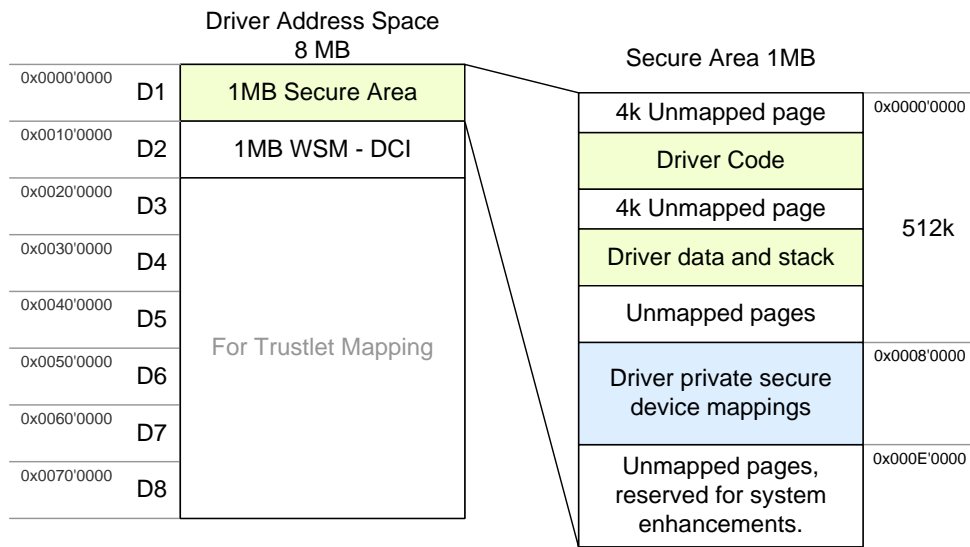 Driver Address Space
8 MB
0x0000'0000
D1
1MB Secure Area
0x0010'0000
D2
1MB WSM - DCI
0x0020'0000
D3
0x0030'0000
D4
0x0040'0000
D5
For Trustlet Mapping
0x0050'0000
D6
0x0060'0000
D7
0x0070'0000
D8
Secure Area 1MB
4k Unmapped page
0x0000'0000
Driver Code
4k Unmapped page
512k
Driver data and stack
Unmapped pages
0x0008'0000
Driver private secure
device mappings
0x000E'0000
Unmapped pages,
reserved for system
enhancements.